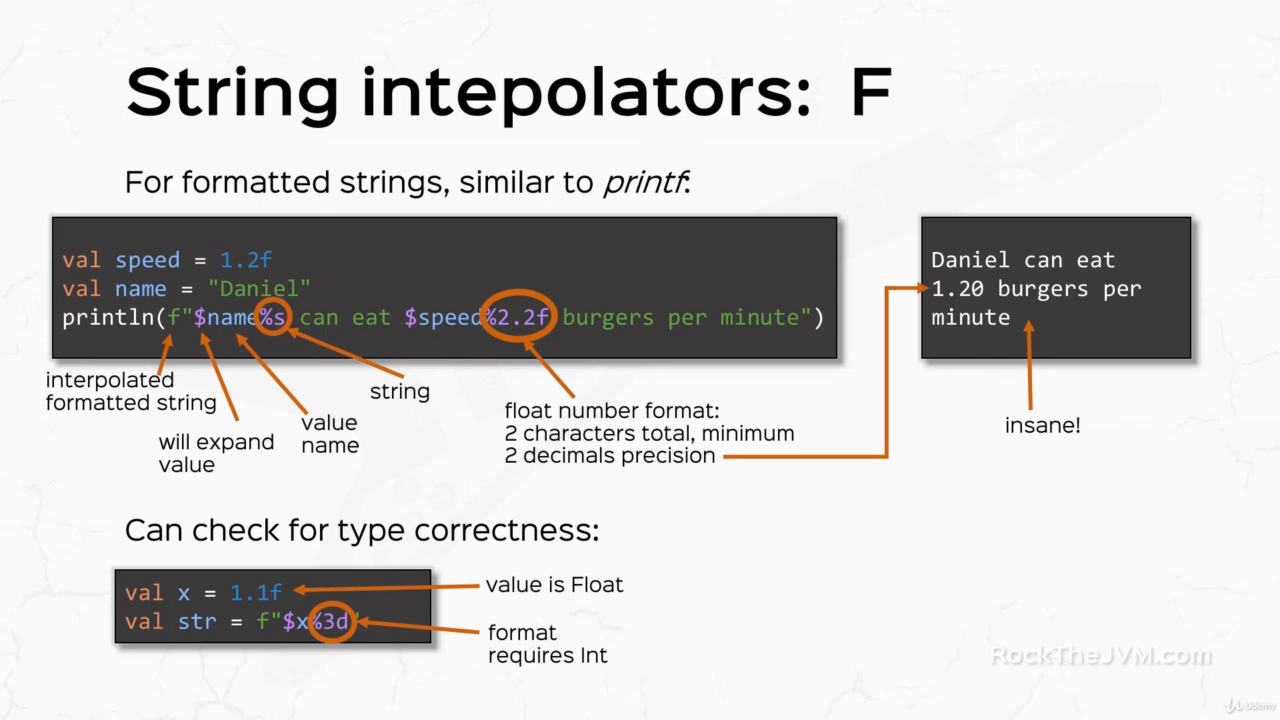 String intepolators: F
For formatted strings, similar to printf:
val speed = 1.2f
val name = "Daniel"
println(f"$name%s can eat $speed%2.2f burgers per minute")
Daniel can eat
1.20 burgers per
minute
interpolated
formatted string
will expand
value
value
name
string
float number format:
2 characters total, minimum
2 decimals precision
insane!
Can check for type correctness:
val x = 1.1f
val str = f"$x%3d"
value is Float
format
requires Int
RockTheJVM.com
Udemy